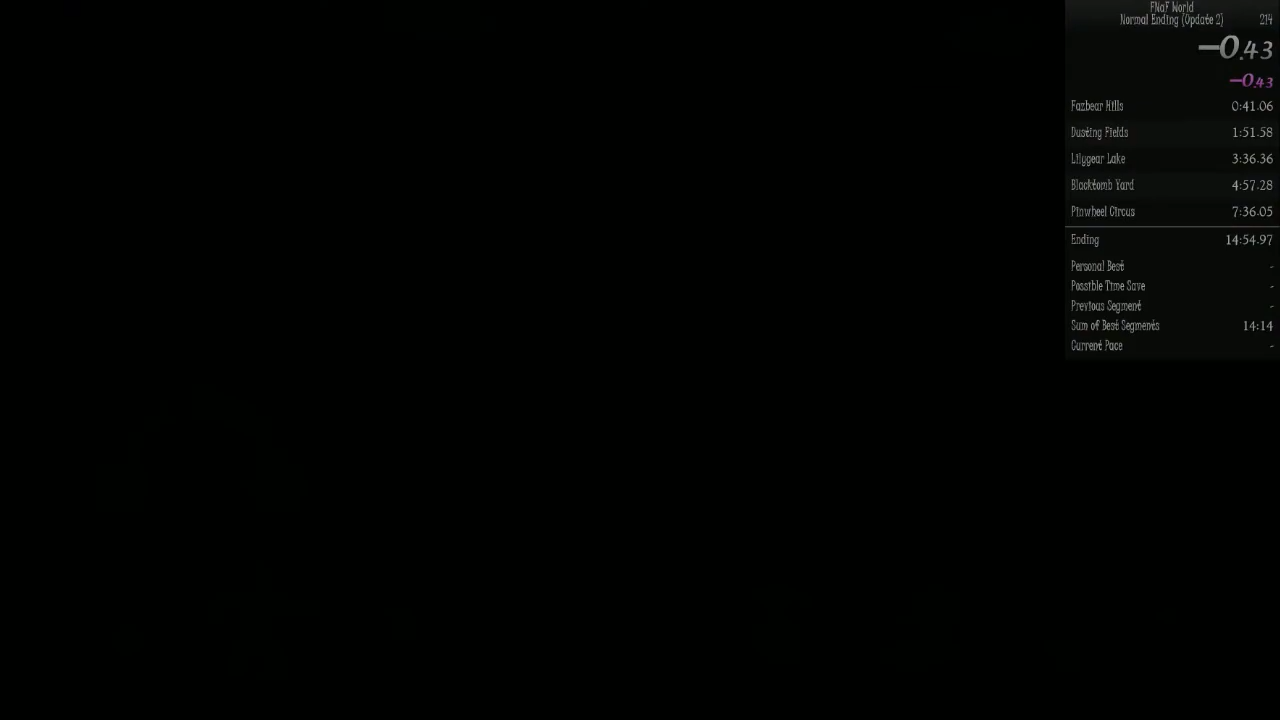 FNaF World
Normal Ending (Update 2) 214
−0.43
−0.43
Fazbear Hills 0:41.06
Dusting Fields 1:51.58
Lilygear Lake 3:36.36
Blacktomb Yard 4:57.28
Pinwheel Circus 7:36.05
Ending 14:54.97
Personal Best -
Possible Time Save -
Previous Segment -
Sum of Best Segments 14:14
Current Pace -